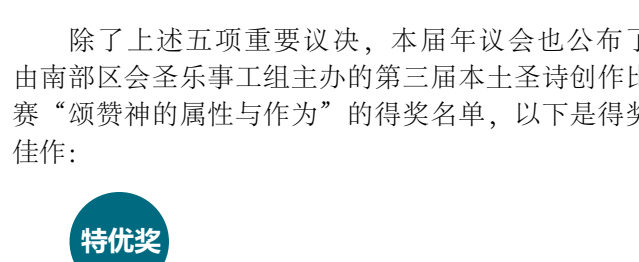 除了上述五项重要议决，本届年议会也公布了
由南部区会圣乐事工组主办的第三届本土圣诗创作比
赛“颂赞神的属性与作为”的得奖名单，以下是得奖
佳作：
特优奖